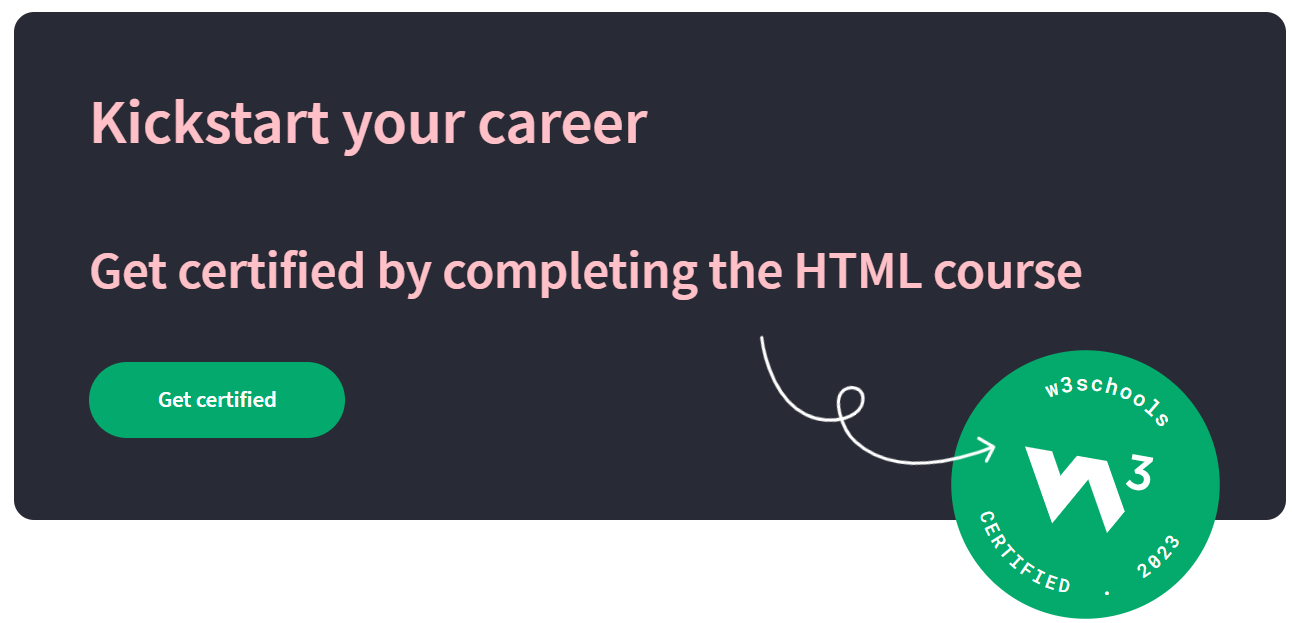 Kickstart your career
Get certified by completing the HTML course
Get certified
w3schools
W3
CERTIFIED . 2023